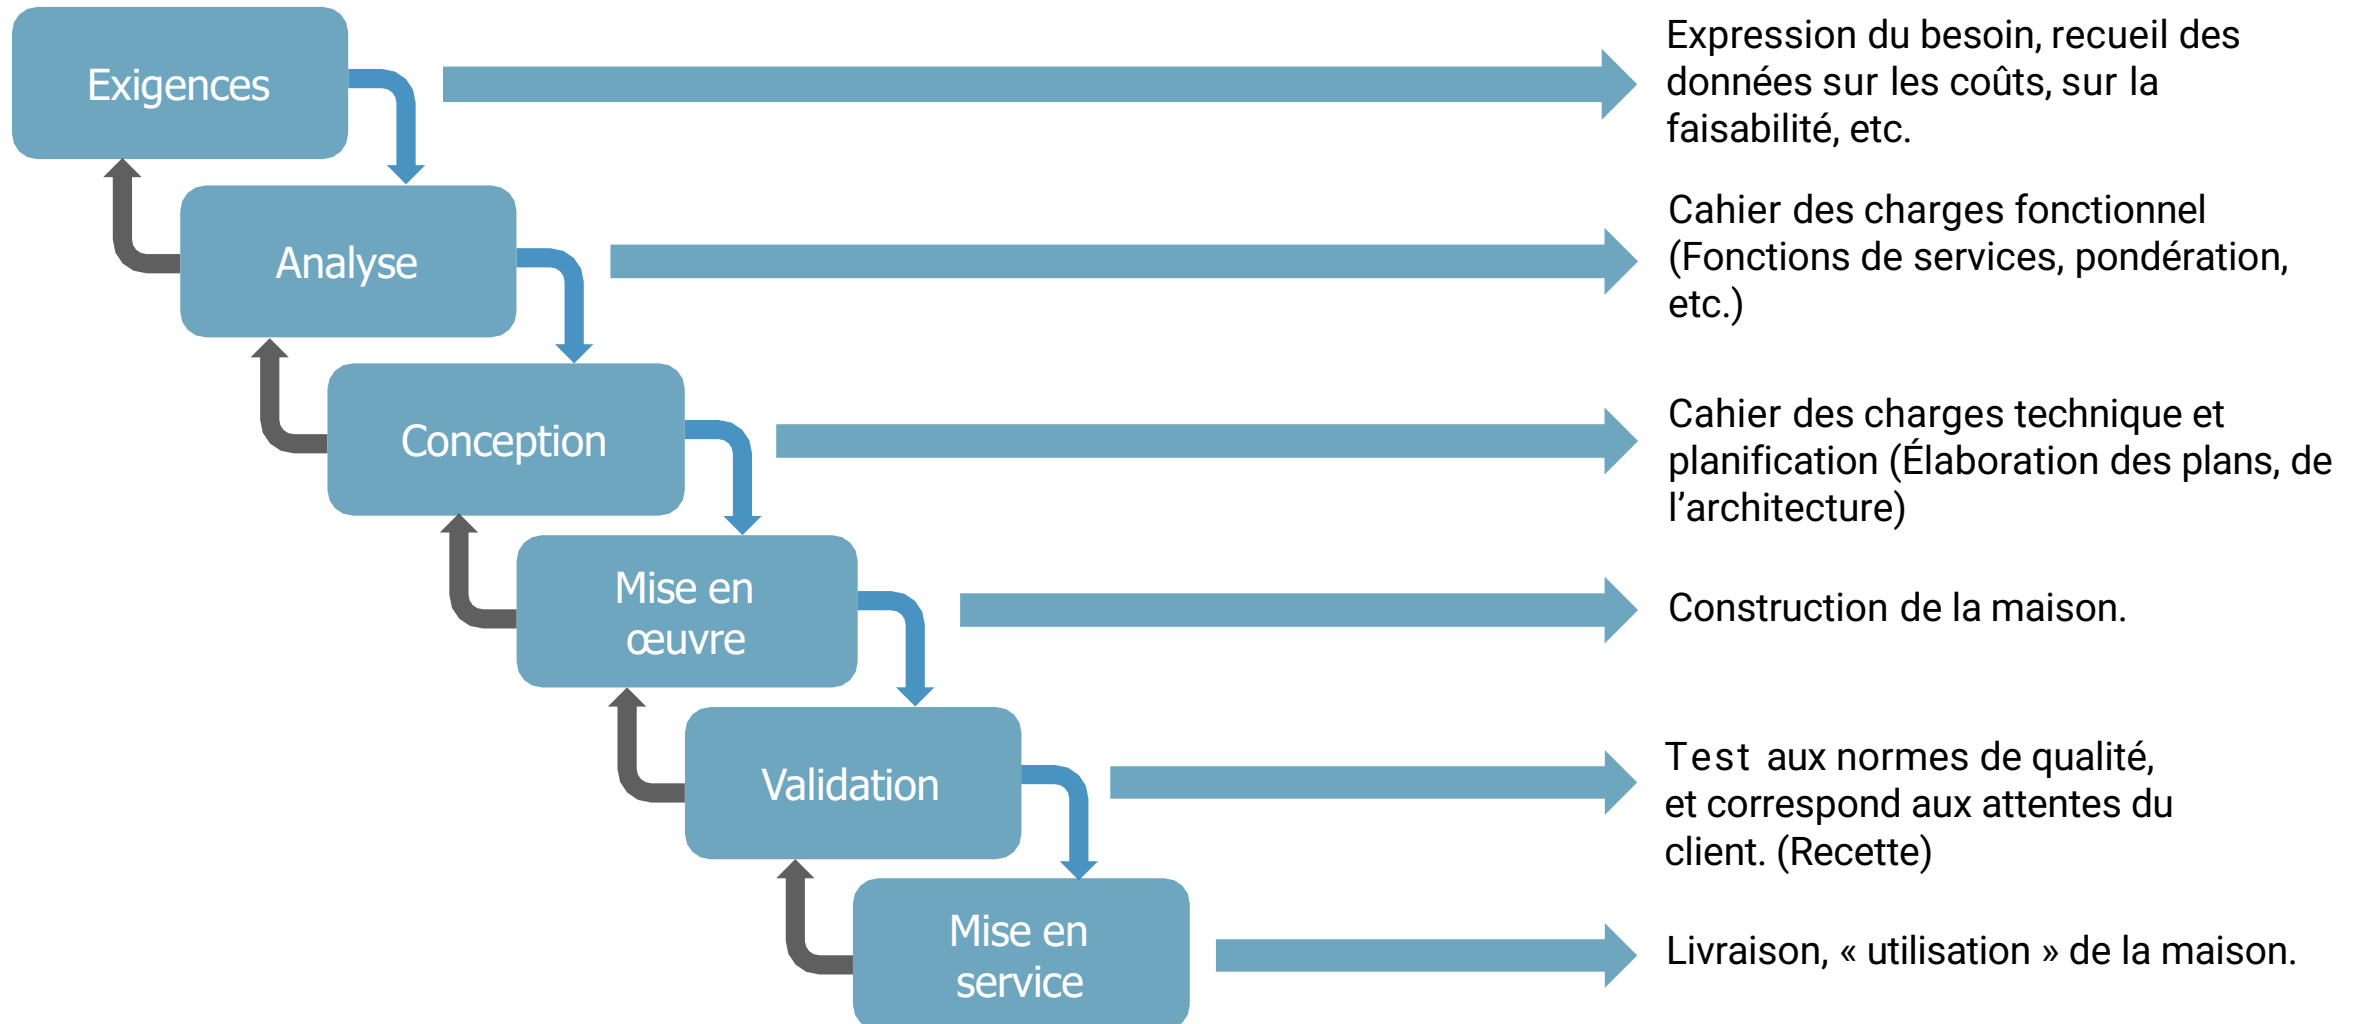 Exigences
Expression du besoin, recueil des
données sur les coûts, sur la
faisabilité, etc.
Analyse
Cahier des charges fonctionnel
(Fonctions de services, pondération,
etc.)
Conception
Cahier des charges technique et
planification (Élaboration des plans, de
l’architecture)
Mise en
œuvre
Construction de la maison.
Validation
Test aux normes de qualité,
et correspond aux attentes du
client. (Recette)
Mise en
service
Livraison, « utilisation » de la maison.